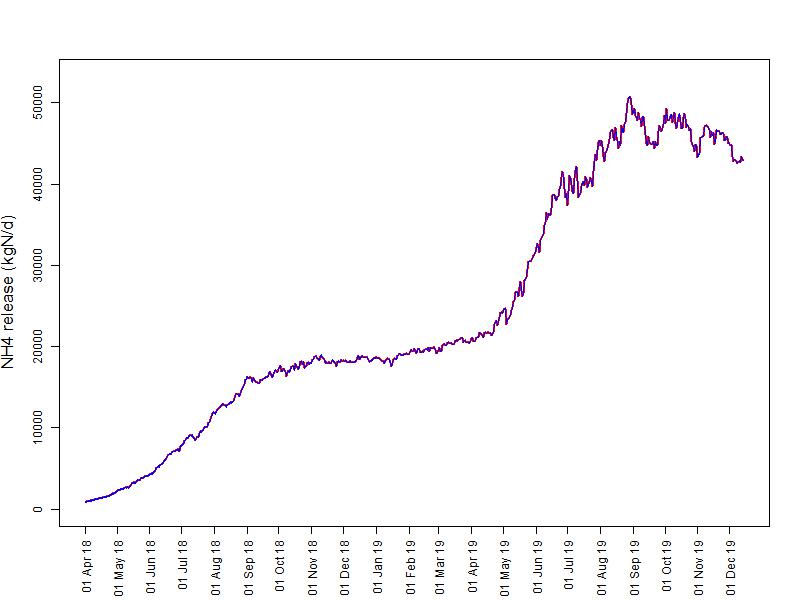 NH4 release (kgN/d)
50000
40000
30000
20000
10000
0
01 Apr 18
01 May 18
01 Jun 18
01 Jul 18
01 Aug 18
01 Sep 18
01 Oct 18
01 Nov 18
01 Dec 18
01 Jan 19
01 Feb 19
01 Mar 19
01 Apr 19
01 May 19
01 Jun 19
01 Jul 19
01 Aug 19
01 Sep 19
01 Oct 19
01 Nov 19
01 Dec 19